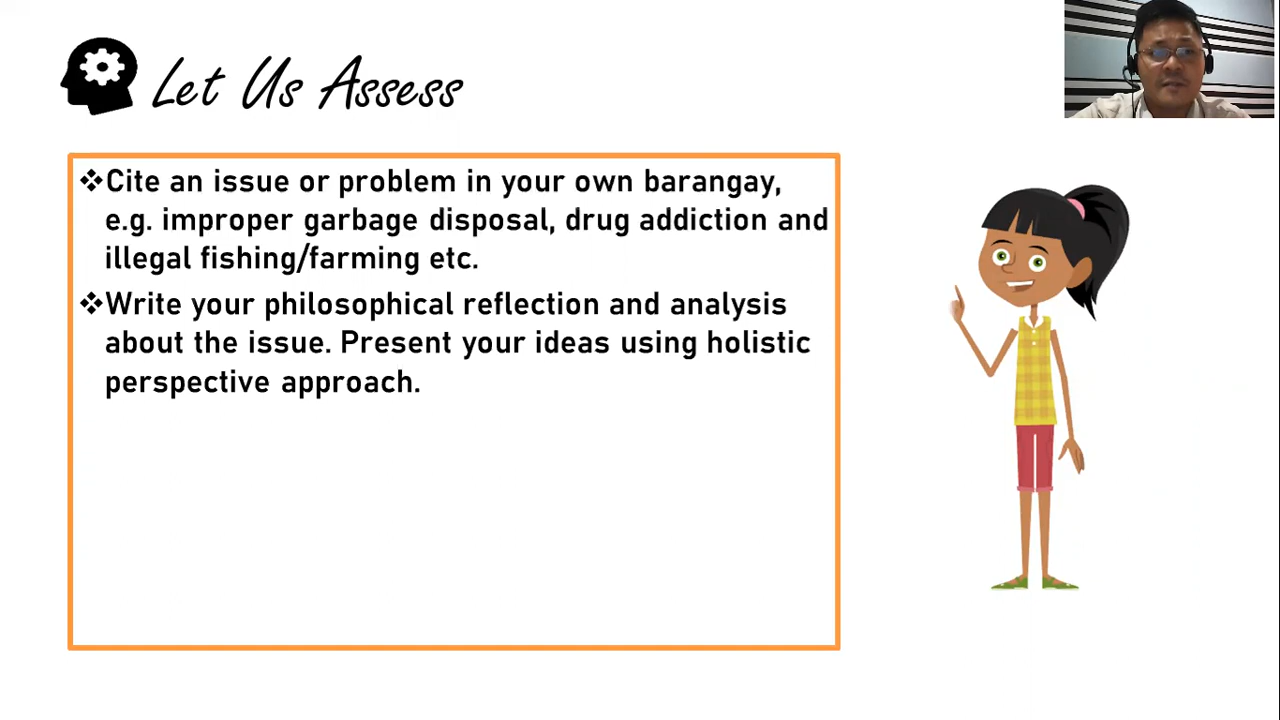 Let Us Assess
❖Cite an issue or problem in your own barangay,
e.g. improper garbage disposal, drug addiction and
illegal fishing/farming etc.
❖Write your philosophical reflection and analysis
about the issue. Present your ideas using holistic
perspective approach.